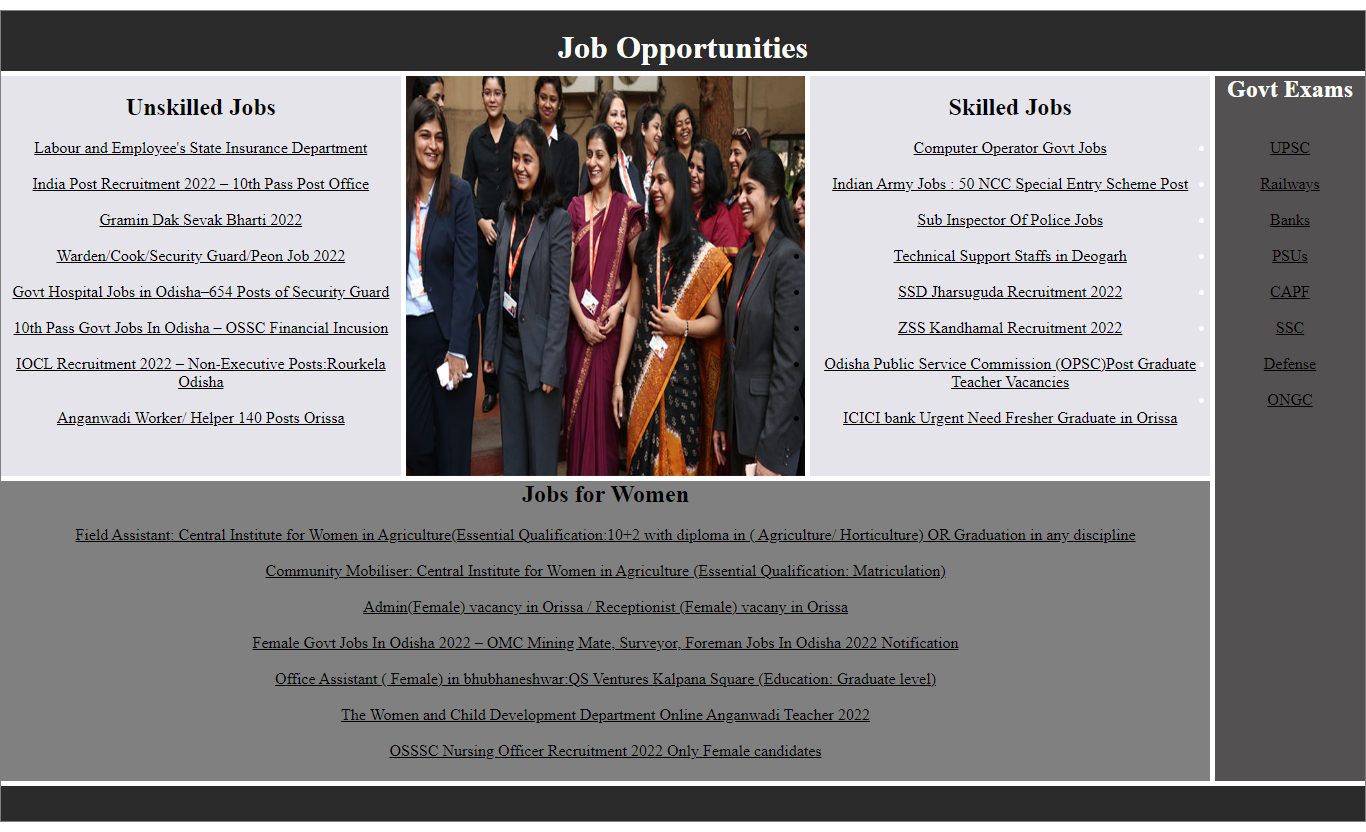 Job Opportunities
Unskilled Jobs
Labour and Employee's State Insurance Department
India Post Recruitment 2022 – 10th Pass Post Office
Gramin Dak Sevak Bharti 2022
Warden/Cook/Security Guard/Peon Job 2022
Govt Hospital Jobs in Odisha–654 Posts of Security Guard
10th Pass Govt Jobs In Odisha – OSSC Financial Incusion
IOCL Recruitment 2022 – Non-Executive Posts:Rourkela
Odisha
Anganwadi Worker/ Helper 140 Posts Orissa
Skilled Jobs
Computer Operator Govt Jobs
Indian Army Jobs : 50 NCC Special Entry Scheme Post
Sub Inspector Of Police Jobs
Technical Support Staffs in Deogarh
SSD Jharsuguda Recruitment 2022
ZSS Kandhamal Recruitment 2022
Odisha Public Service Commission (OPSC)Post Graduate
Teacher Vacancies
ICICI bank Urgent Need Fresher Graduate in Orissa
Govt Exams
UPSC
Railways
Banks
PSUs
CAPF
SSC
Defense
ONGC
Jobs for Women
Field Assistant: Central Institute for Women in Agriculture(Essential Qualification:10+2 with diploma in ( Agriculture/ Horticulture) OR Graduation in any discipline
Community Mobiliser: Central Institute for Women in Agriculture (Essential Qualification: Matriculation)
Admin(Female) vacancy in Orissa / Receptionist (Female) vacany in Orissa
Female Govt Jobs In Odisha 2022 – OMC Mining Mate, Surveyor, Foreman Jobs In Odisha 2022 Notification
Office Assistant ( Female) in bhubhaneshwar:QS Ventures Kalpana Square (Education: Graduate level)
The Women and Child Development Department Online Anganwadi Teacher 2022
OSSSC Nursing Officer Recruitment 2022 Only Female candidates